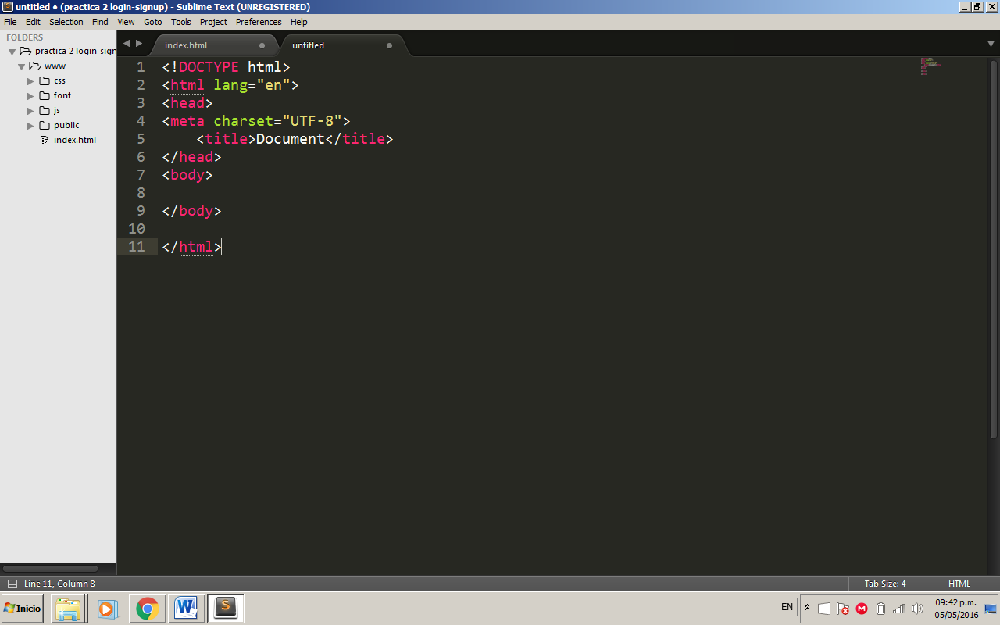 untitled • (practica 2 login-signup) - Sublime Text (UNREGISTERED)
File Edit Selection Find View Goto Tools Project Preferences Help
FOLDERS
practica 2 login-sign
www
css
font
js
public
index.html
index.html untitled
1 <!DOCTYPE html>
2 <html lang="en">
3 <head>
4 <meta charset="UTF-8">
5 <title>Document</title>
6 </head>
7 <body>
8
9 </body>
10
11 </html>
Line 11, Column 8 Tab Size: 4 HTML
Inicio EN 09:42 p.m.
05/05/2016